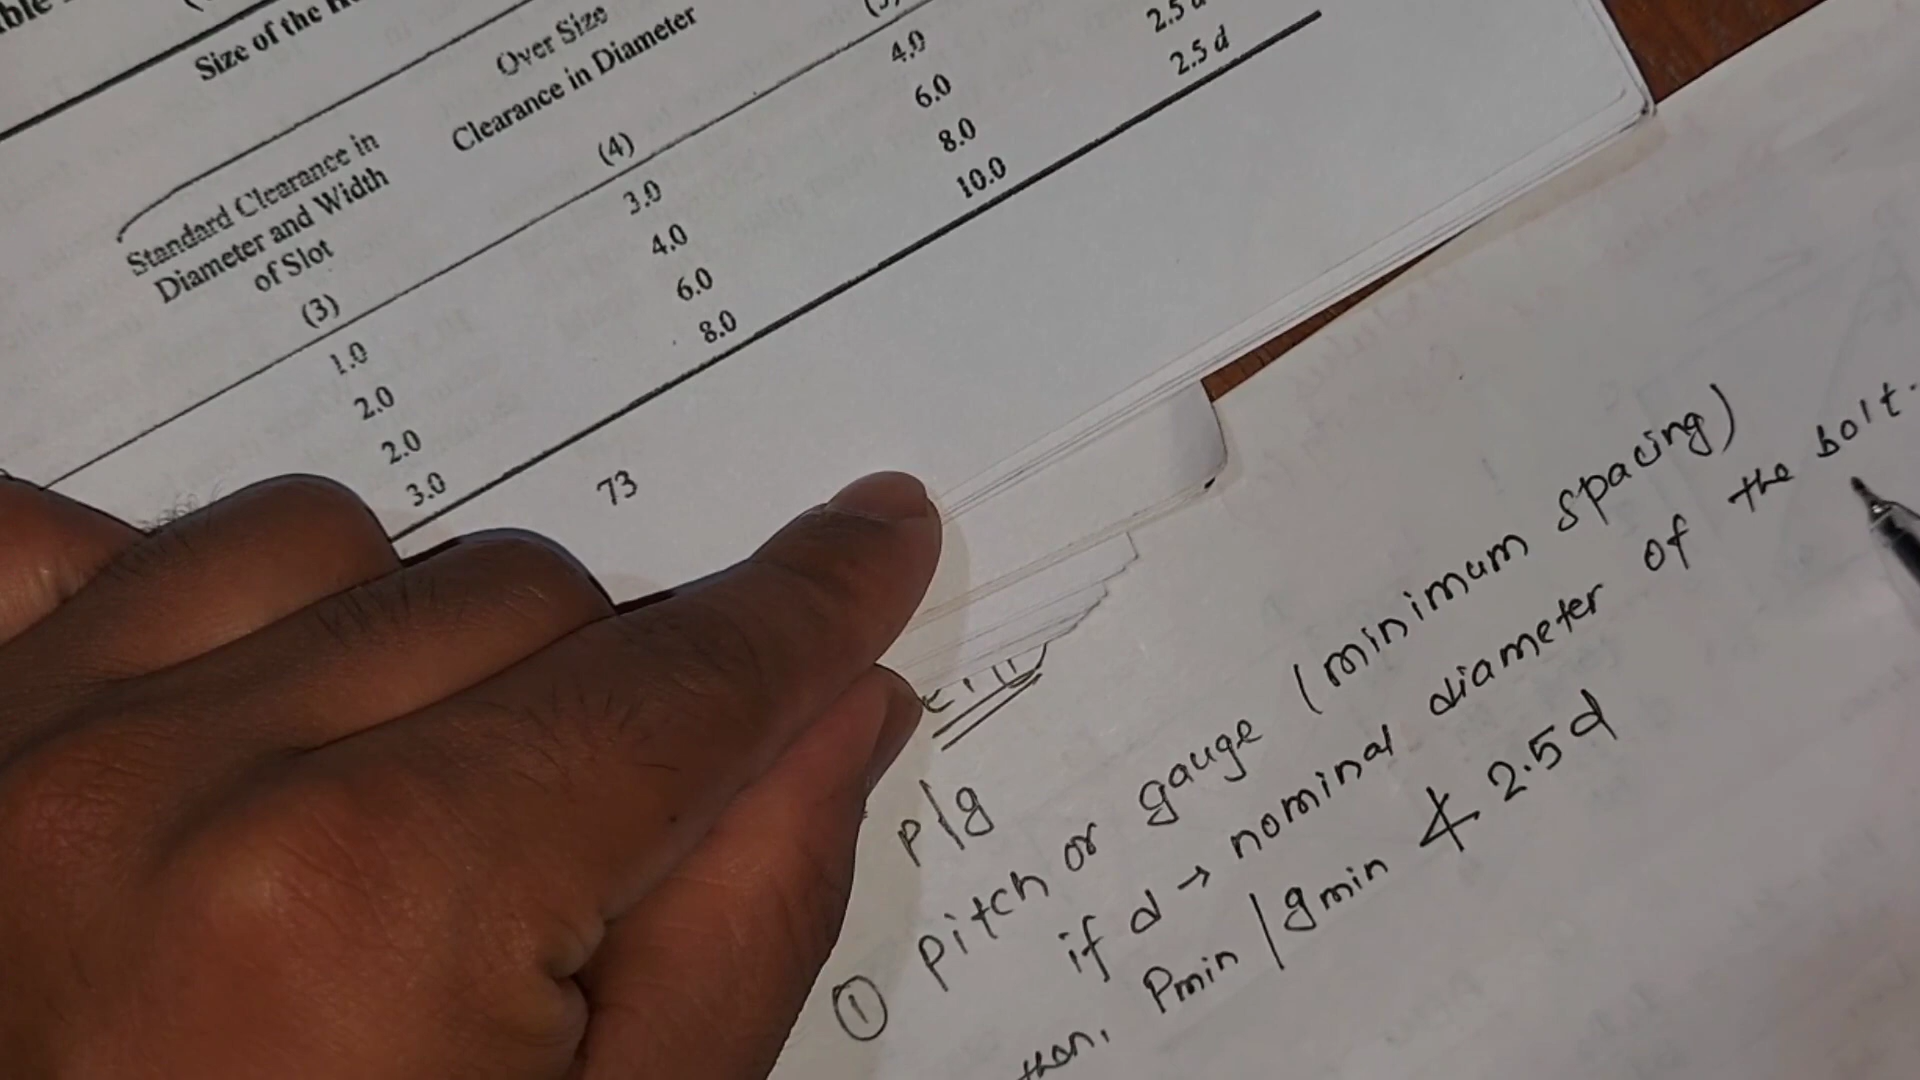 Size of the
Over Size
Clearance in Diameter
Standard Clearance in
Diameter and Width
of Slot
(3) (4)
1.0 3.0 4.0 2.5 d
2.0 4.0 6.0 2.5 d
2.0 6.0 8.0
3.0 8.0 10.0
73
P/g
① Pitch or gauge (minimum spacing)
if d → nominal diameter of the bolt.
then, Pmin / gmin ≮ 2.5d